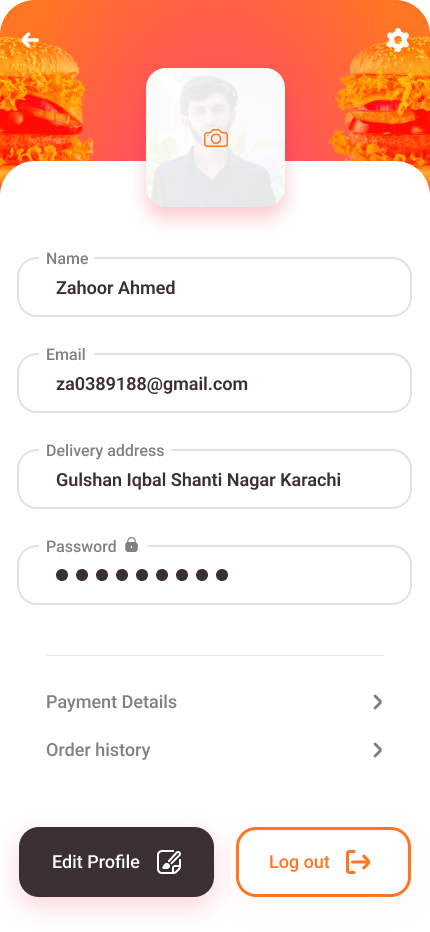 Name
Zahoor Ahmed
Email
za0389188@gmail.com
Delivery address
Gulshan Iqbal Shanti Nagar Karachi
Password
Payment Details
Order history
Edit Profile
Log out